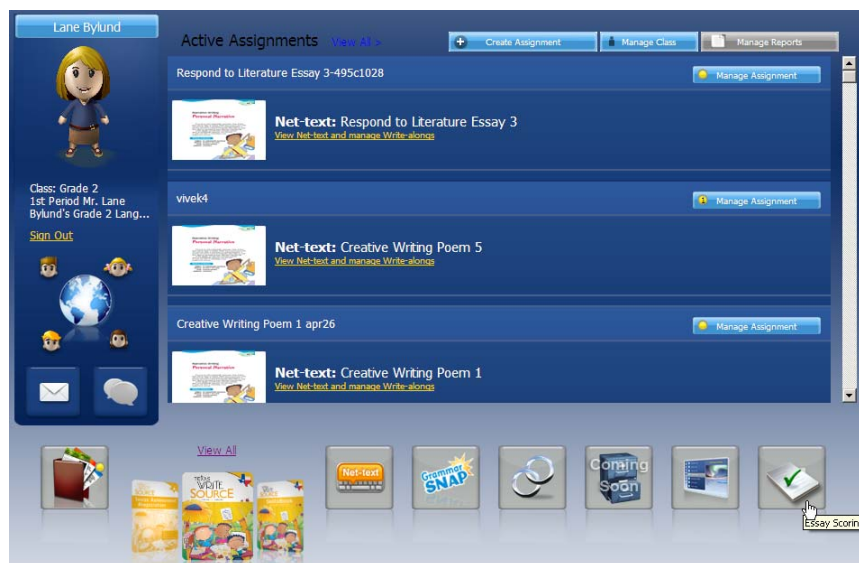 Lane Bylund
Active Assignments View All >
Create Assignment
Manage Class
Manage Reports
Respond to Literature Essay 3-495c1028
Manage Assignment
Net-text: Respond to Literature Essay 3
View Net-text and manage Write-alongs
Class: Grade 2
1st Period Mr. Lane
Bylund's Grade 2 Lang...
Sign Out
vivek4
Manage Assignment
Net-text: Creative Writing Poem 5
View Net-text and manage Write-alongs
Creative Writing Poem 1 apr26
Manage Assignment
Net-text: Creative Writing Poem 1
View Net-text and manage Write-alongs
View All
WRITE
SOURCE
Net-text
Grammar
SNAP
Coming
Soon
Essay Scorin